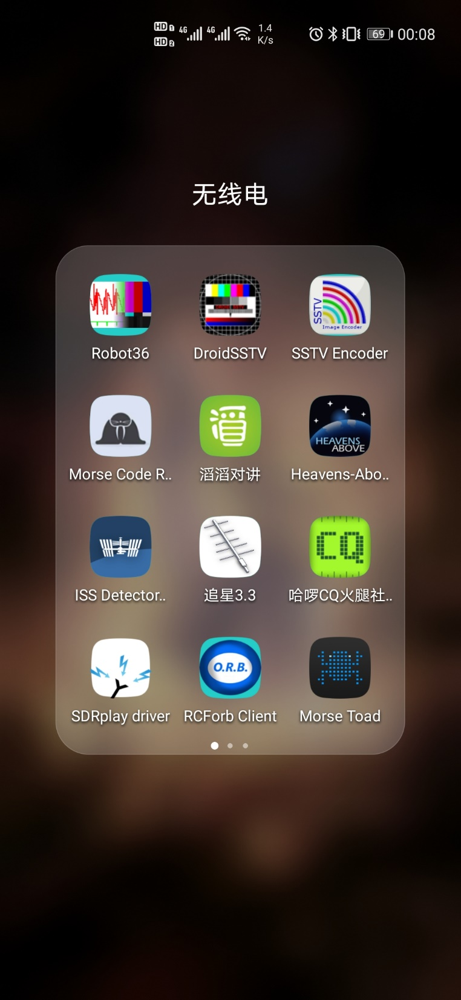 HD 1 4G 4G 1.4
HD 2 K/s 69 00:08
无线电
SSTV
Image Encoder
Robot36 DroidSSTV SSTV Encoder
HEAVENS
ABOVE
Morse Code R.. 滔滔对讲 Heavens-Abo..
CQ
ISS Detector.. 追星3.3 哈啰CQ火腿社..
O.R.B.
SDRplay driver RCForb Client Morse Toad